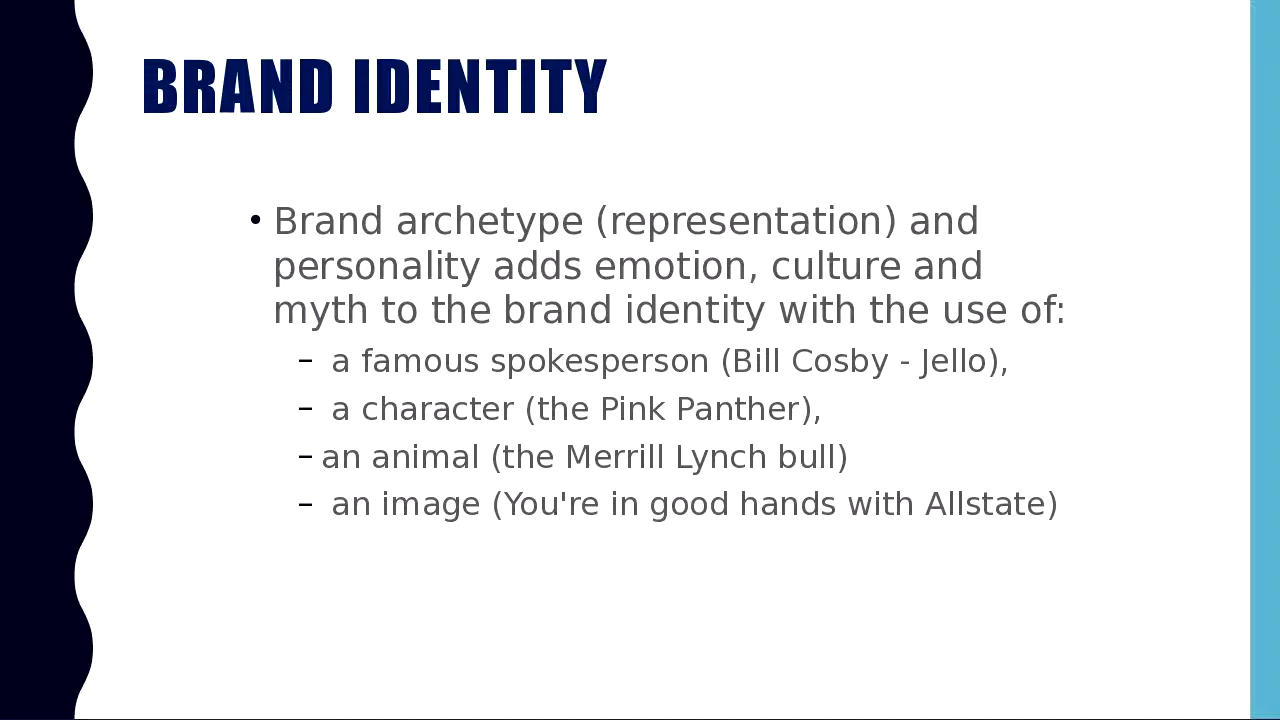 BRAND IDENTITY
• Brand archetype (representation) and
personality adds emotion, culture and
myth to the brand identity with the use of:
– a famous spokesperson (Bill Cosby - Jello),
– a character (the Pink Panther),
– an animal (the Merrill Lynch bull)
– an image (You're in good hands with Allstate)